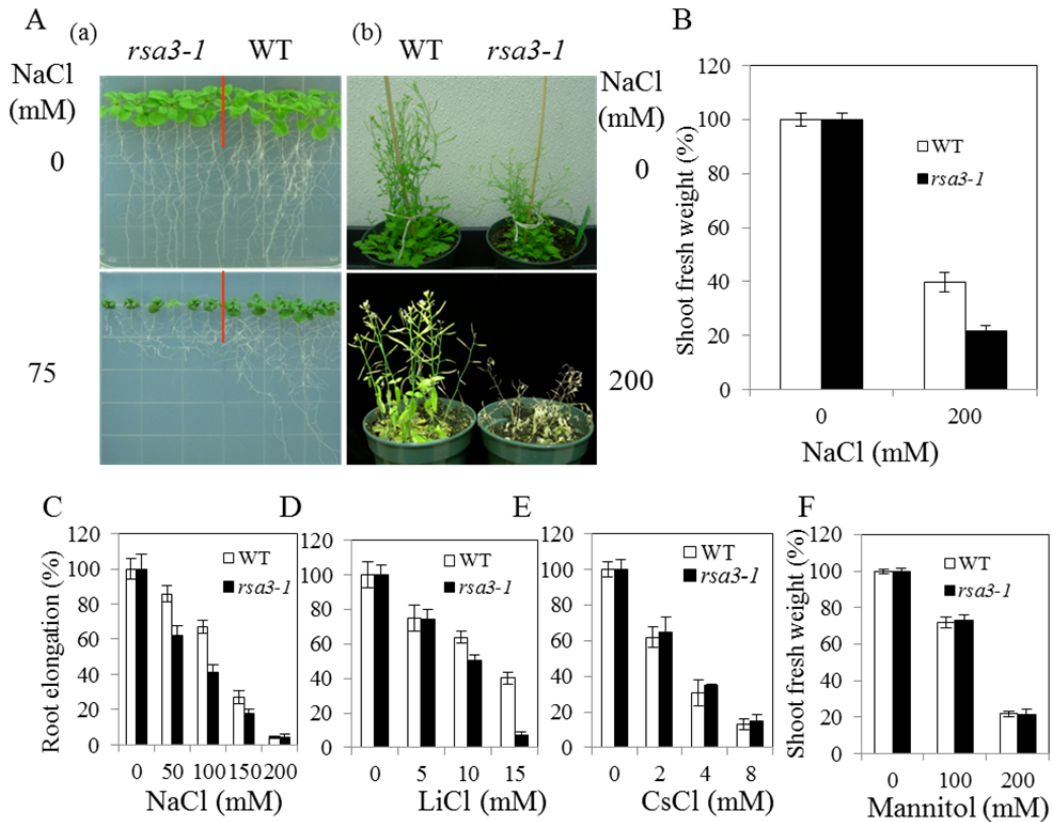 A
(a)
rsa3-1 WT
(b)
WT rsa3-1
NaCl
(mM)
0
75
NaCl
(mM)
0
200
B
Shoot fresh weight (%)
120
100
80
60
40
20
0
WT
rsa3-1
0 200
NaCl (mM)
C
Root elongation (%)
120
100
80
60
40
20
0
WT
rsa3-1
0 50 100 150 200
NaCl (mM)
D
120
100
80
60
40
20
0
WT
rsa3-1
0 5 10 15
LiCl (mM)
E
120
100
80
60
40
20
0
WT
rsa3-1
0 2 4 8
CsCl (mM)
F
Shoot fresh weight (%)
120
100
80
60
40
20
0
WT
rsa3-1
0 100 200
Mannitol (mM)